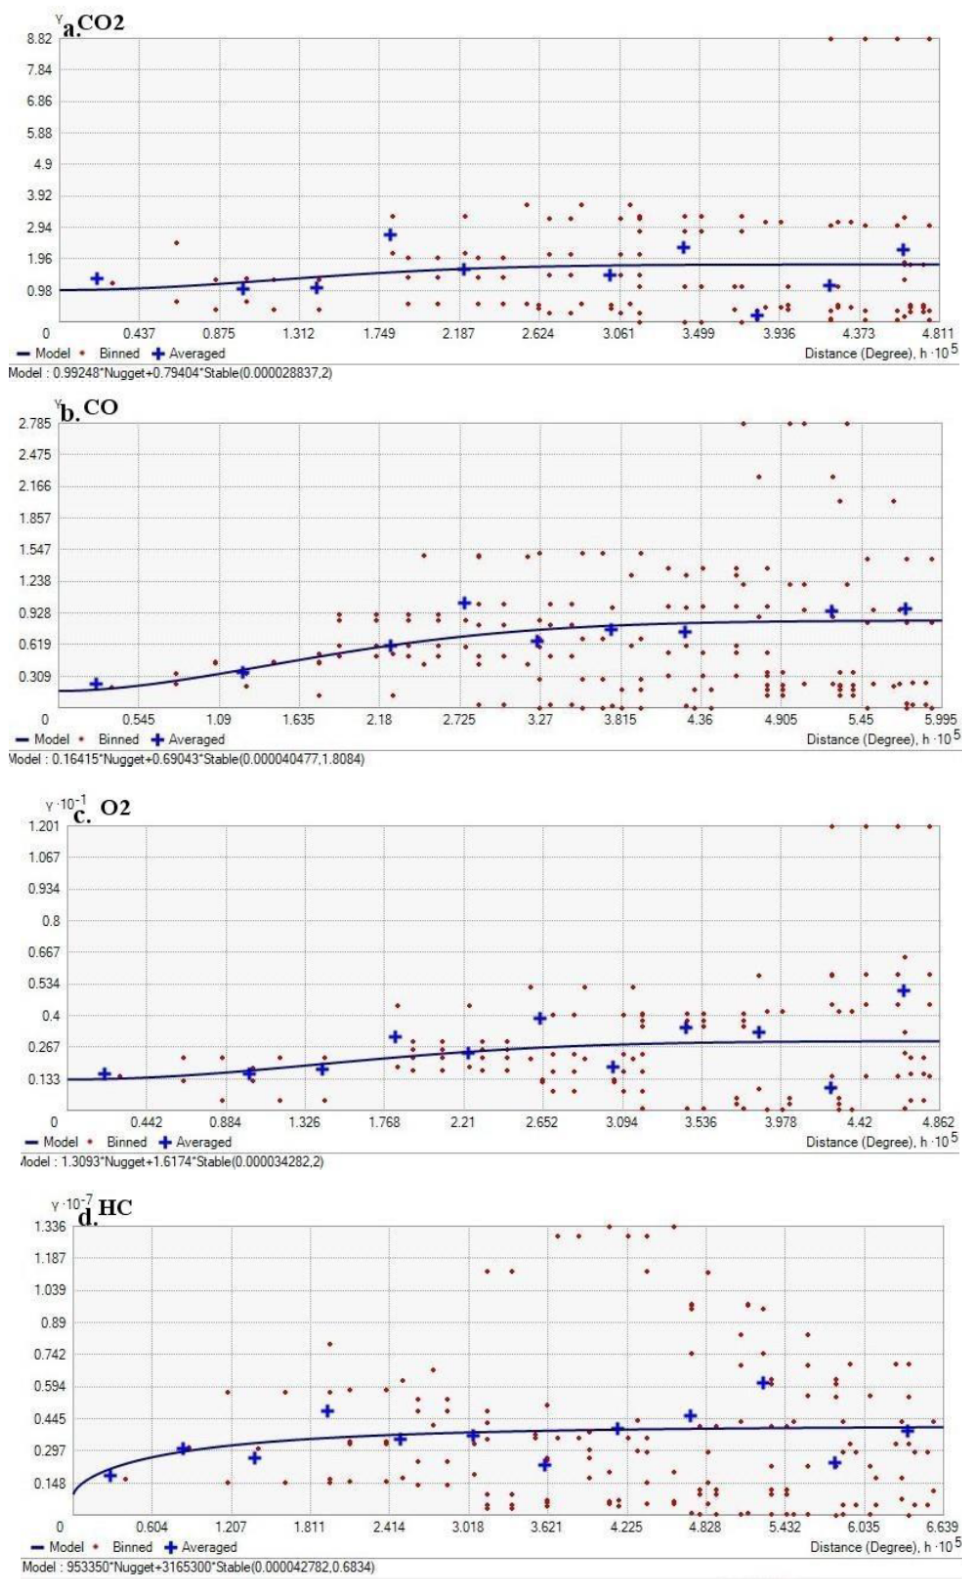 γ
a. CO2
8.82
7.84
6.86
5.88
4.9
3.92
2.94
1.96
0.98
0 0.437 0.875 1.312 1.749 2.187 2.624 3.061 3.499 3.936 4.373 4.811
Model Binned Averaged Distance (Degree), h ·10^5
Model : 0.99248*Nugget+0.79404*Stable(0.000028837,2)
γ
b. CO
2.785
2.475
2.166
1.857
1.547
1.238
0.928
0.619
0.309
0 0.545 1.09 1.635 2.18 2.725 3.27 3.815 4.36 4.905 5.45 5.995
Model Binned Averaged Distance (Degree), h ·10^5
Model : 0.16415*Nugget+0.69043*Stable(0.000040477,1.8084)
γ ·10^-1
c. O2
1.201
1.067
0.934
0.8
0.667
0.534
0.4
0.267
0.133
0 0.442 0.884 1.326 1.768 2.21 2.652 3.094 3.536 3.978 4.42 4.862
Model Binned Averaged Distance (Degree), h ·10^5
Model : 1.3093*Nugget+1.6174*Stable(0.000034282,2)
γ ·10^-7
d. HC
1.336
1.187
1.039
0.89
0.742
0.594
0.445
0.297
0.148
0 0.604 1.207 1.811 2.414 3.018 3.621 4.225 4.828 5.432 6.035 6.639
Model Binned Averaged Distance (Degree), h ·10^5
Model : 953350*Nugget+3165300*Stable(0.000042782,0.6834)